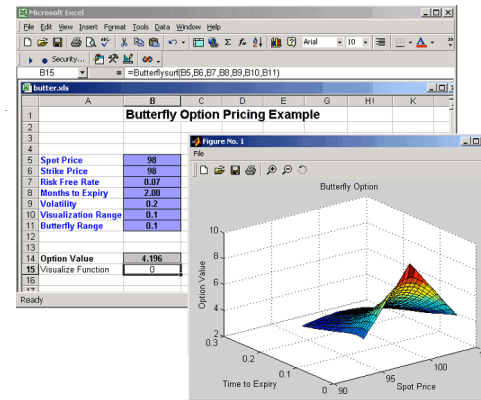 Microsoft Excel
File Edit View Insert Format Tools Data Window Help
Arial 10
Security...
B15 = =Butterflysurf(B5,B6,B7,B8,B9,B10,B11)
butter.xls
A B C D E G H I K
1 Butterfly Option Pricing Example
2
3
4
5 Spot Price 98
6 Strike Price 98
7 Risk Free Rate 0.07
8 Months to Expiry 2.00
9 Volatility 0.2
10 Visualization Range 0.1
11 Butterfly Range 0.1
12
13
14 Option Value 4.196
15 Visualize Function 0
16
17
Ready
Figure No. 1
File
Butterfly Option
10
8
6
4
2
Option Value
0.3
0.2
0.1
0
Time to Expiry
90
95
100
Spot Price